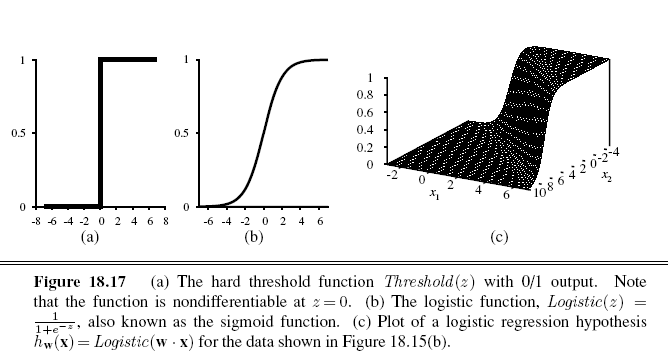 1
0.5
0
-8 -6 -4 -2 0 2 4 6 8
(a)
1
0.5
0
-6 -4 -2 0 2 4 6
(b)
1
0.8
0.6
0.4
0.2
0
-2 0 2 4 6
x1
10 8 6 4 2 0 -2 -4
x2
(c)
Figure 18.17 (a) The hard threshold function Threshold(z) with 0/1 output. Note
that the function is nondifferentiable at z = 0. (b) The logistic function, Logistic(z) =
1/1+e^−z, also known as the sigmoid function. (c) Plot of a logistic regression hypothesis
hw(x) = Logistic(w · x) for the data shown in Figure 18.15(b).